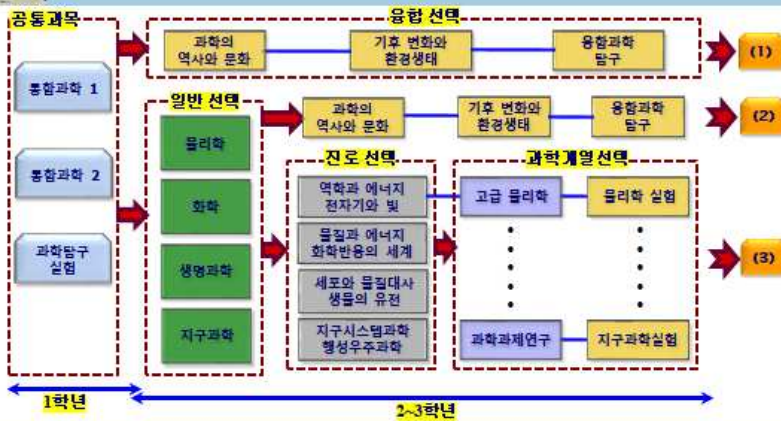 공통과목
융합 선택
과학의
역사와 문화
기후 변화와
환경생태
융합과학
탐구
(1)
통합과학 1
일반 선택
과학의
역사와 문화
기후 변화와
환경생태
융합과학
탐구
(2)
물리학
통합과학 2
진로 선택
과학계열선택
역학과 에너지
전자기와 빛
고급 물리학
물리학 실험
화학
물질과 에너지
화학반응의 세계
과학탐구
실험
생명과학
(3)
세포와 물질대사
생물의 유전
지구과학
지구시스템과학
행성우주과학
과학과제연구
지구과학실험
1학년
2~3학년